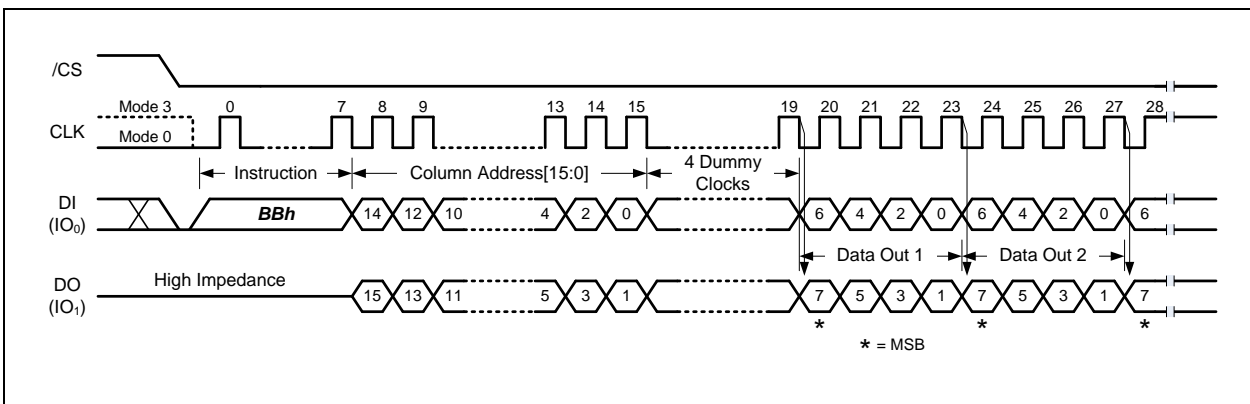 /CS
Mode 3 0 7 8 9 13 14 15 19 20 21 22 23 24 25 26 27 28
CLK Mode 0
Instruction Column Address[15:0] 4 Dummy Clocks
DI (IO0) BBh 14 12 10 4 2 0 6 4 2 0 6 4 2 0 6
Data Out 1 Data Out 2
High Impedance
DO (IO1) 15 13 11 5 3 1 7 5 3 1 7 5 3 1 7
* * *
* = MSB